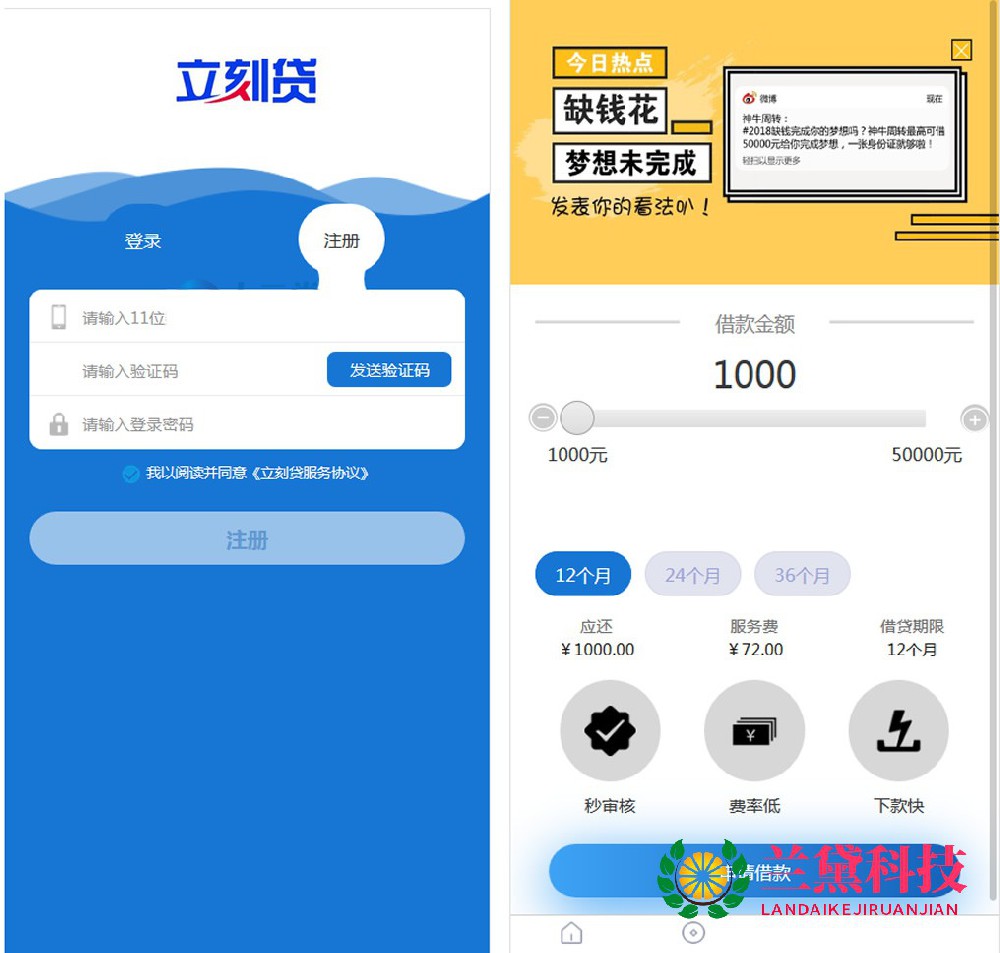 立刻贷
登录
注册
请输入11位
请输入验证码
发送验证码
请输入登录密码
我以阅读并同意《立刻贷服务协议》
注册
今日热点
缺钱花
梦想未完成
发表你的看法叭！
微博
现在
神牛周转：
#2018缺钱完成你的梦想吗？神牛周转最高可借
50000元给你完成梦想，一张身份证就够啦！
轻扫以显示更多
借款金额
1000
1000元
50000元
12个月
24个月
36个月
应还
服务费
借贷期限
¥1000.00
¥72.00
12个月
¥
秒审核
费率低
下款快
申请借款
兰黛科技
LANDAIKEJIRUANJIAN